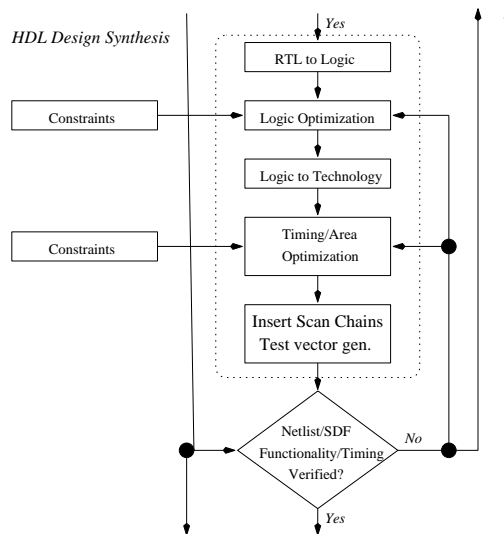 Yes
HDL Design Synthesis
RTL to Logic
Constraints
Logic Optimization
Logic to Technology
Constraints
Timing/Area
Optimization
Insert Scan Chains
Test vector gen.
Netlist/SDF
Functionality/Timing
Verified?
No
Yes